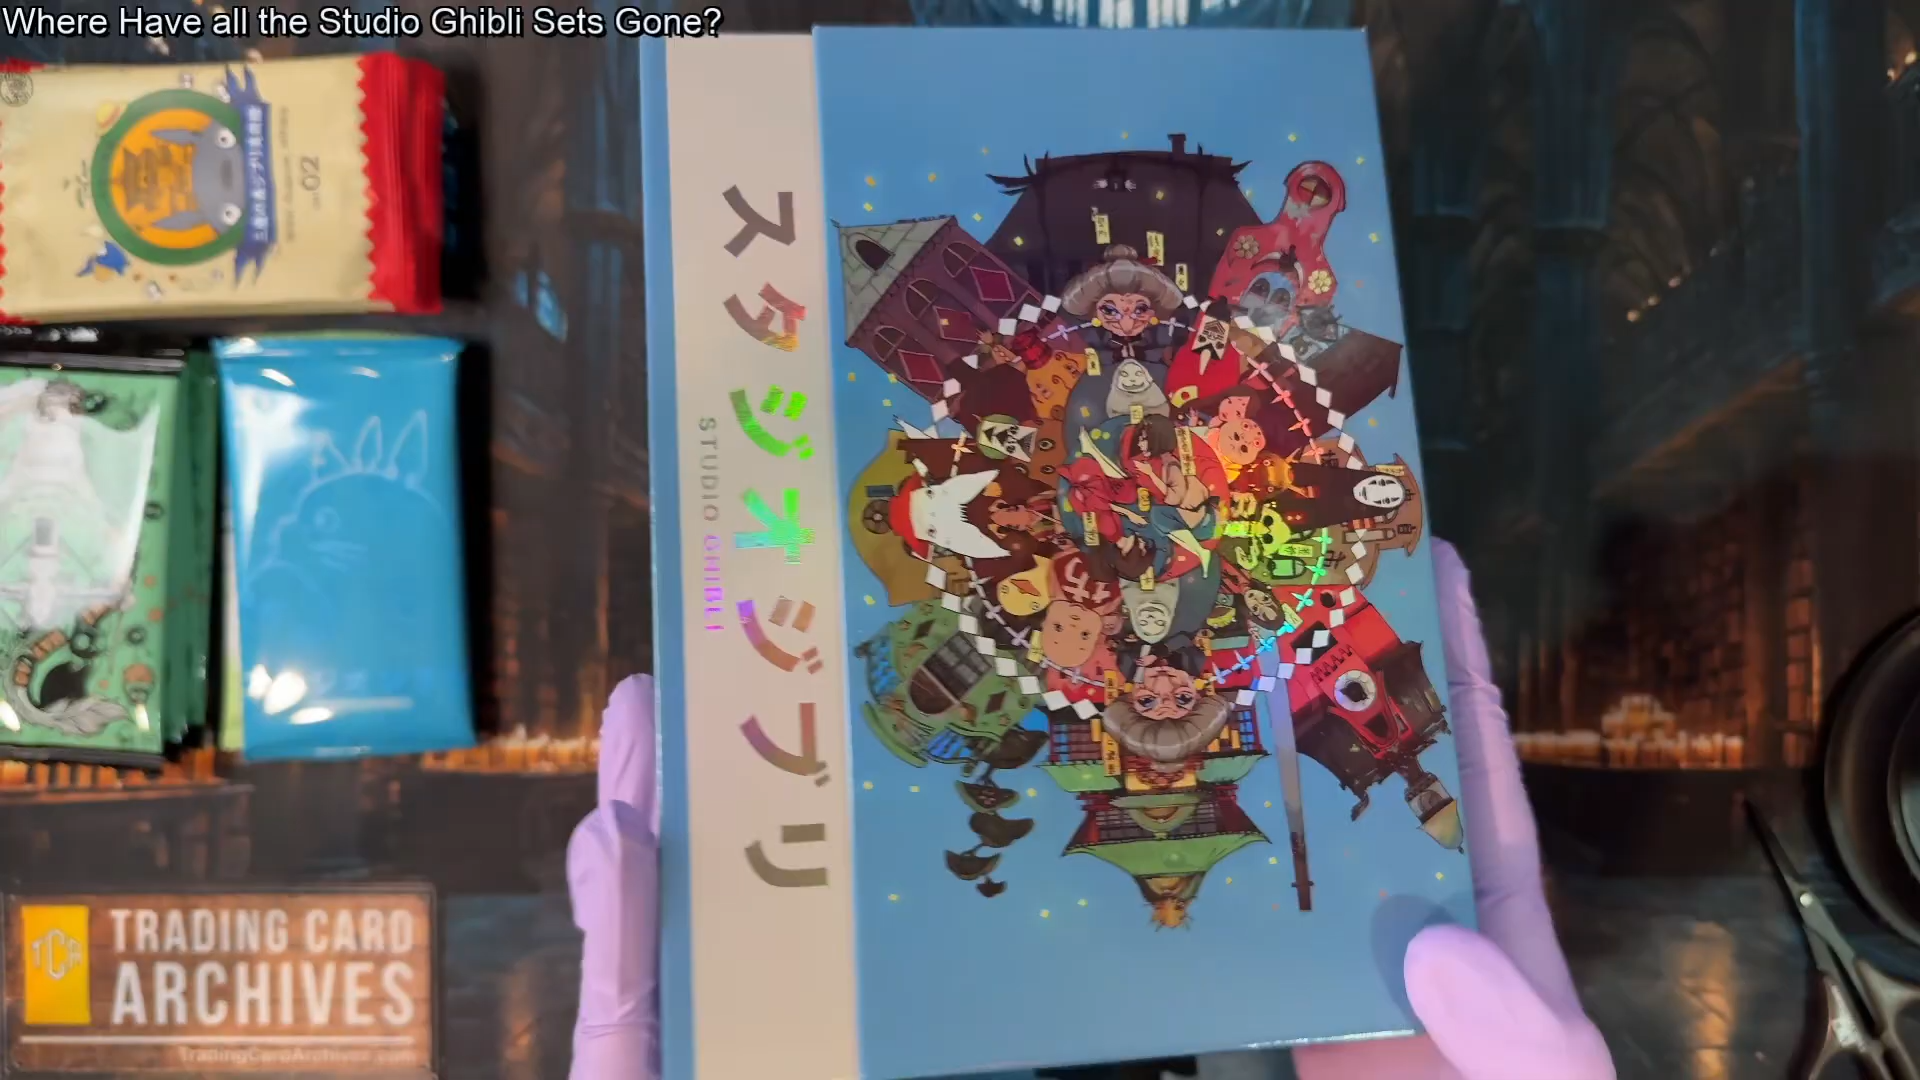 Where Have all the Studio Ghibli Sets Gone?
02
スタジオジブリ
STUDIO GHIBLI
TCA
TRADING CARD
ARCHIVES
TradingCardArchives.com